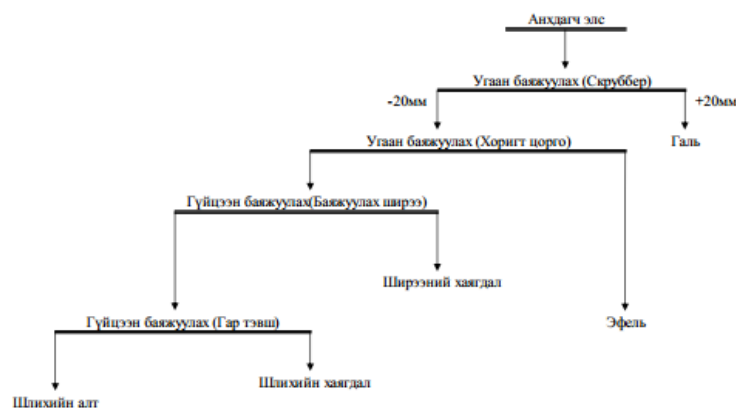 Анхдагч элс
Угаан баяжуулах (Скруббер)
-20мм
+20мм
Угаан баяжуулах (Хоригт цорго)
Галь
Гүйцээн баяжуулах(Баяжуулах ширээ)
Ширээний хаягдал
Гүйцээн баяжуулах (Гар тэвш)
Эфель
Шлихийн хаягдал
Шлихийн алт